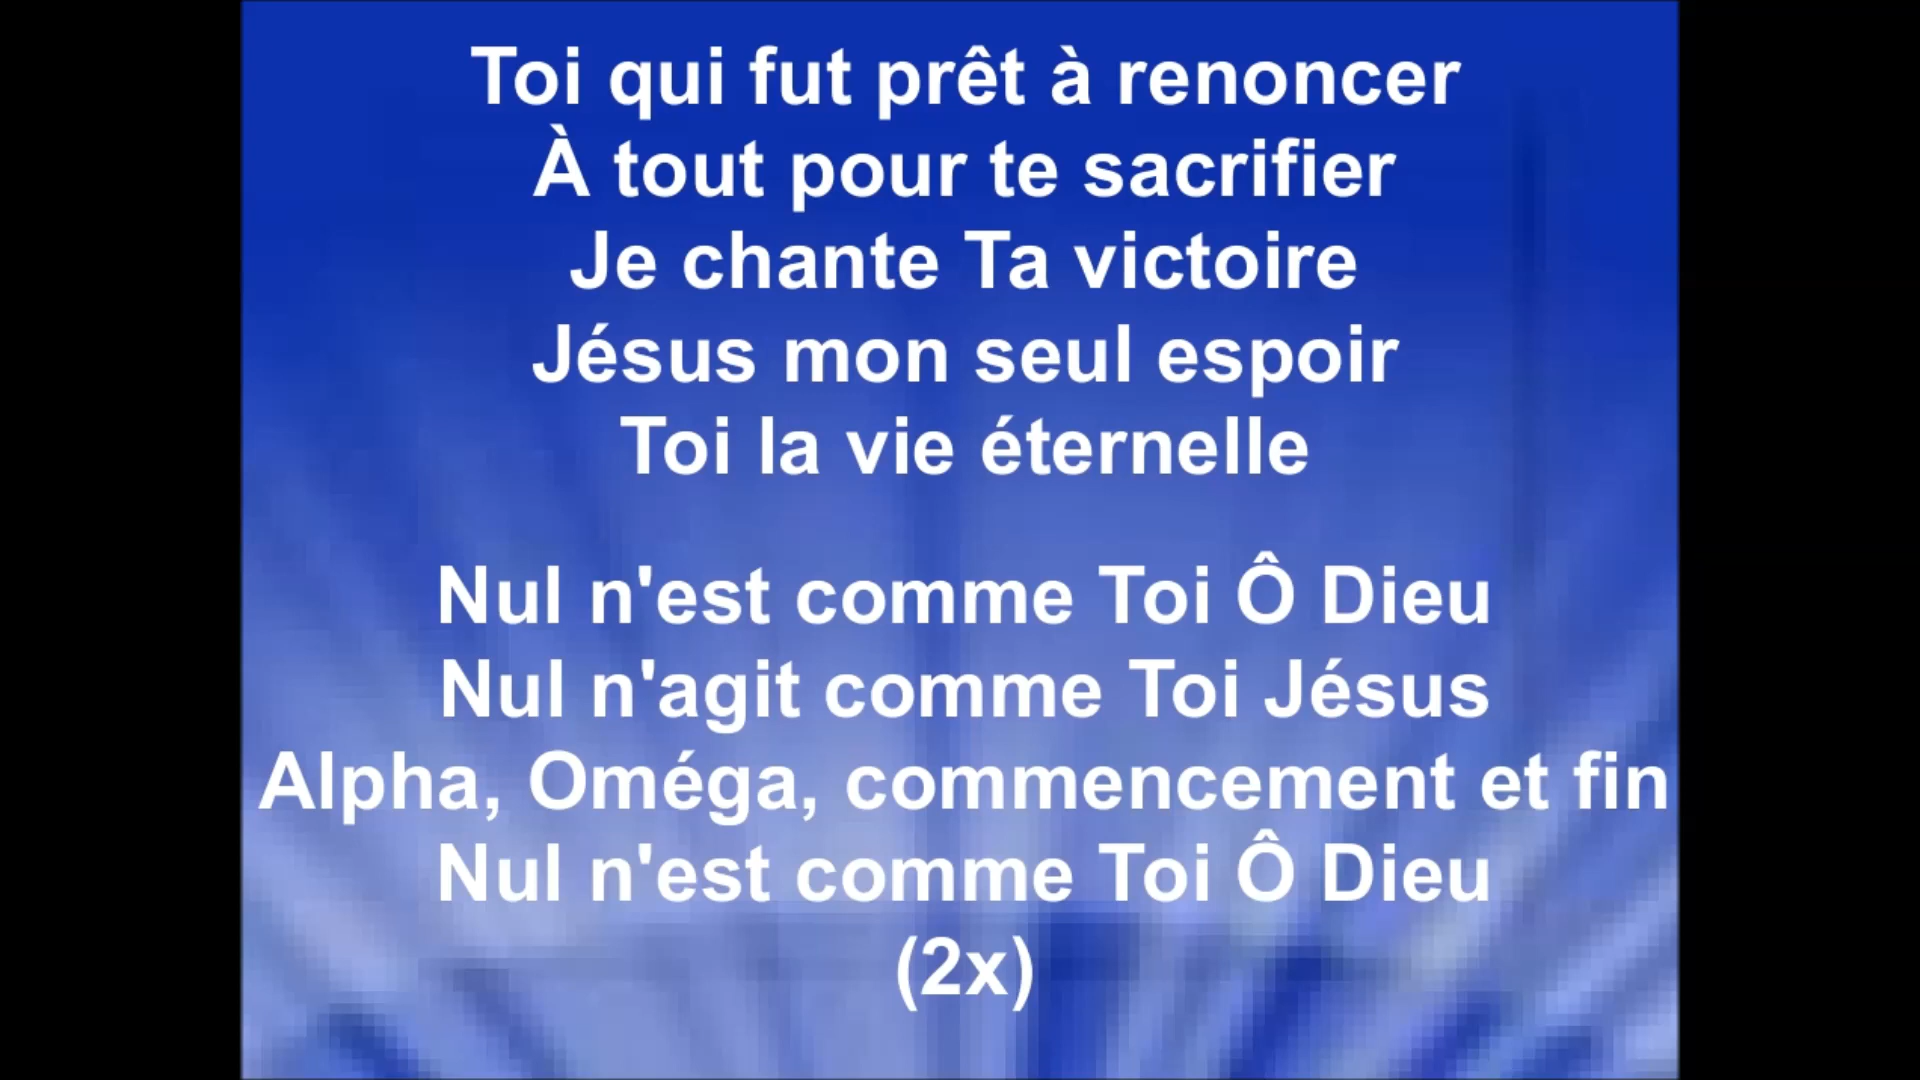 Toi qui fut prêt à renoncer
À tout pour te sacrifier
Je chante Ta victoire
Jésus mon seul espoir
Toi la vie éternelle
Nul n'est comme Toi Ô Dieu
Nul n'agit comme Toi Jésus
Alpha, Oméga, commencement et fin
Nul n'est comme Toi Ô Dieu
(2x)